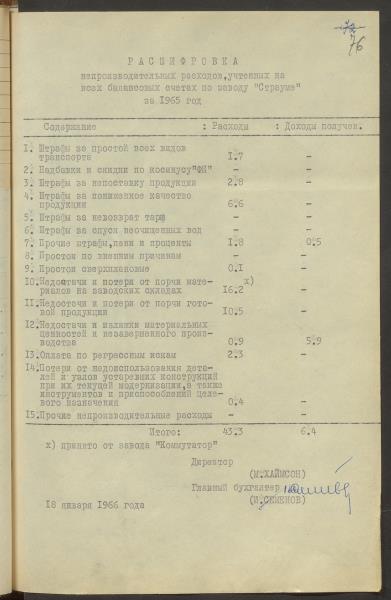 72
76
РАСШИФРОВКА
непроизводительных расходов, учтенных на
всех балансовых счетах по заводу "Страуме"
за 1965 год
Содержание : Расходы : Доходы получен.
1. Штрафы за простой всех видов
транспорта 1.7 -
2. Надбавки и скидки по косинусу "ФИ" - -
3. Штрафы за непоставку продукции 2.8 -
4. Штрафы за пониженное качество
продукции 6.6 -
5. Штрафы за невозврат тары - -
6. Штрафы за спуск неочищенных вод - -
7. Прочие штрафы, пени и проценты 1.8 0.5
8. Простои по внешним причинам - -
9. Простои сверхплановые 0.1 -
10. Недостачи и потери от порчи мате- х)
риалов на заводских складах 16.2 -
11. Недостачи и потери от порчи гото-
вой продукции 10.5 -
12. Недостачи и излишки материальных
ценностей и незавершенного произ-
водства 0.9 5.9
13. Оплата по регрессным искам 2.3 -
14. Потери от недоиспользования дета-
лей и узлов устаревших конструкций
при их текущей модернизации, а также
инструментов и приспособлений целе-
вого назначения 0.4 -
15. Прочие непроизводительные расходы - -
Итого: 43.3 6.4
х) принято от завода "Коммутатор"
Директор
(М.ХАЙМСОН)
Главный бухгалтер
(И.СЕМЕНОВ)
18 января 1966 года